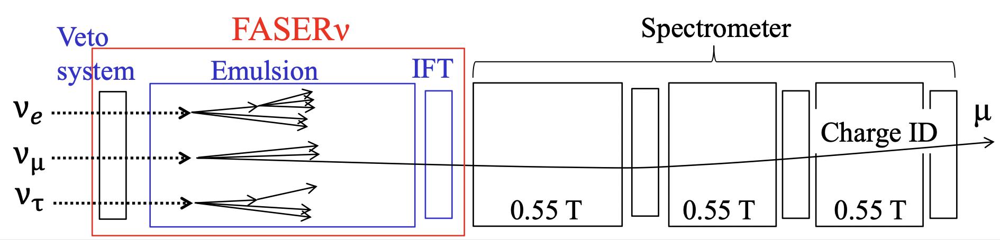 FASERν
Spectrometer
Veto
system
Emulsion
IFT
νe
νμ
ντ
Charge ID
μ
0.55 T
0.55 T
0.55 T